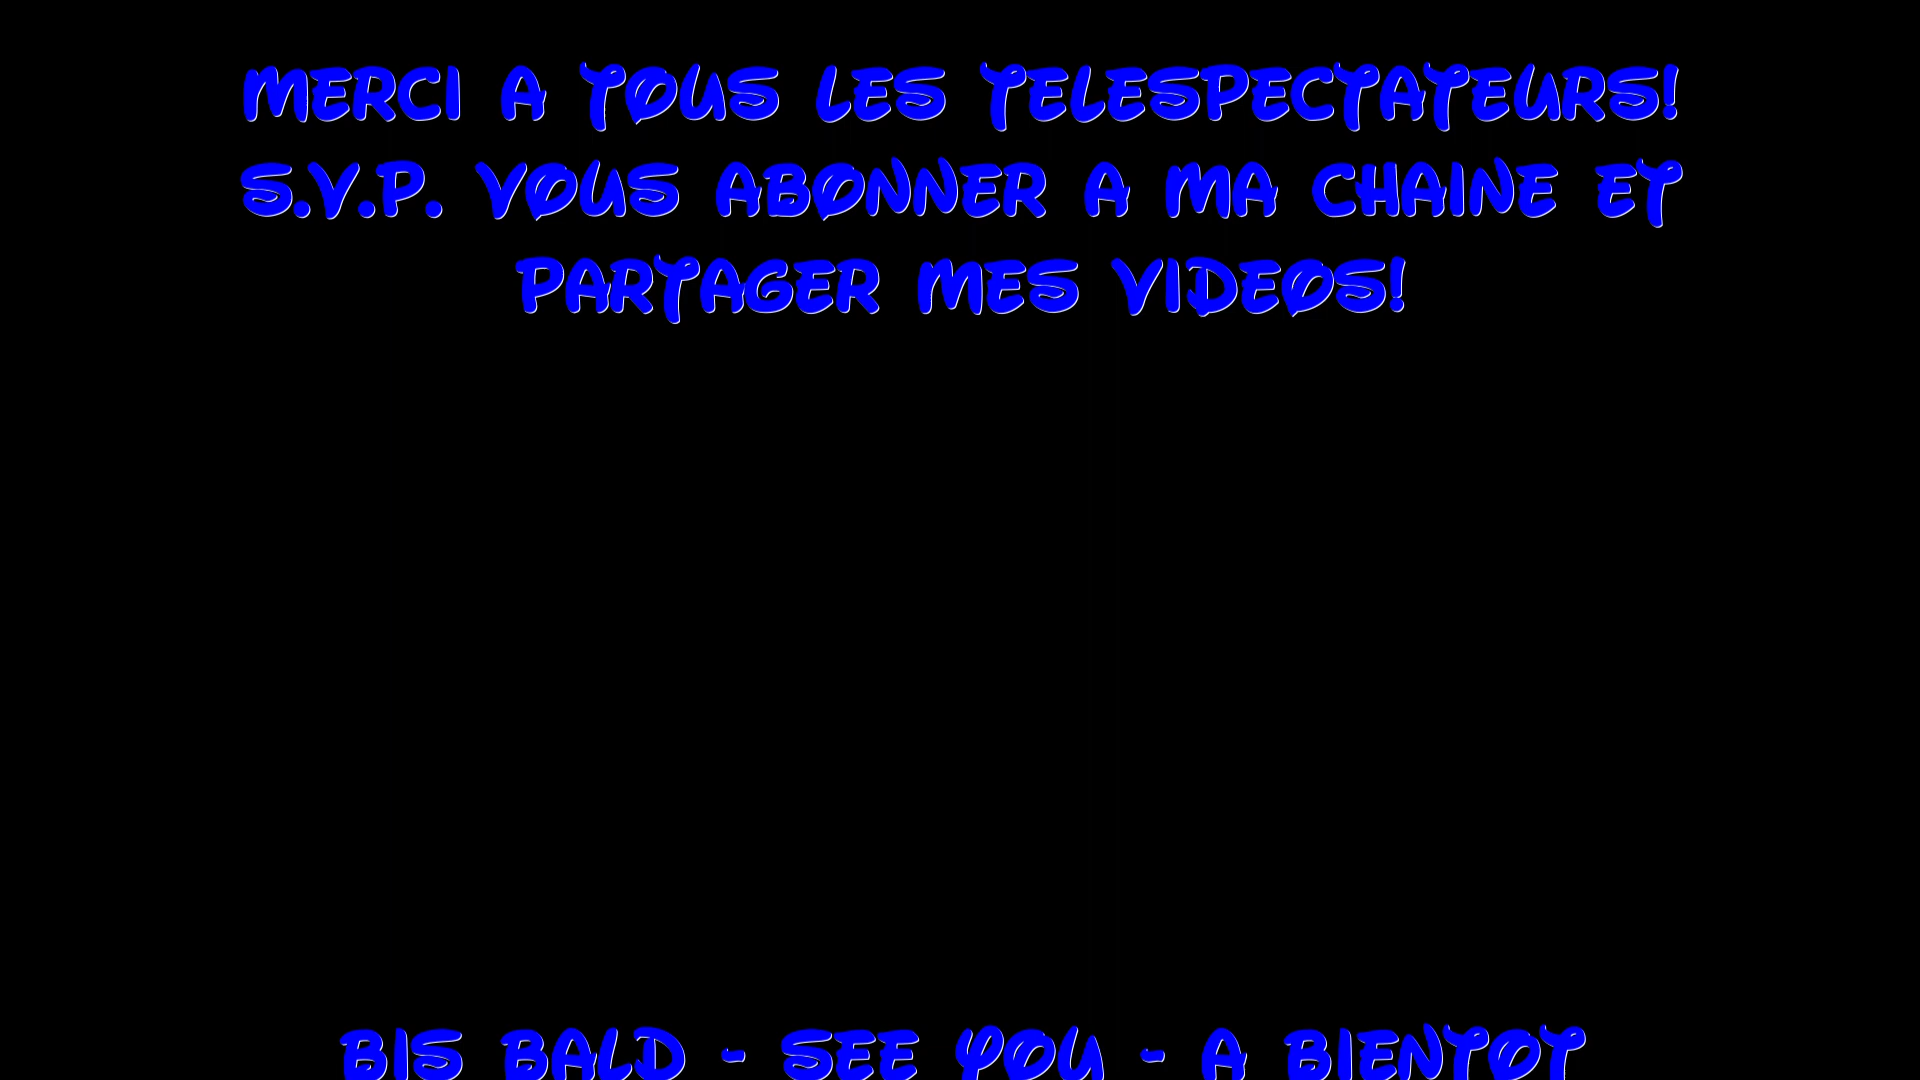 MERCI A TOUS LES TELESPECTATEURS!
S.V.P. VOUS ABONNER A MA CHAINE ET
PARTAGER MES VIDEOS!
BIS BALD - SEE YOU - A BIENTOT